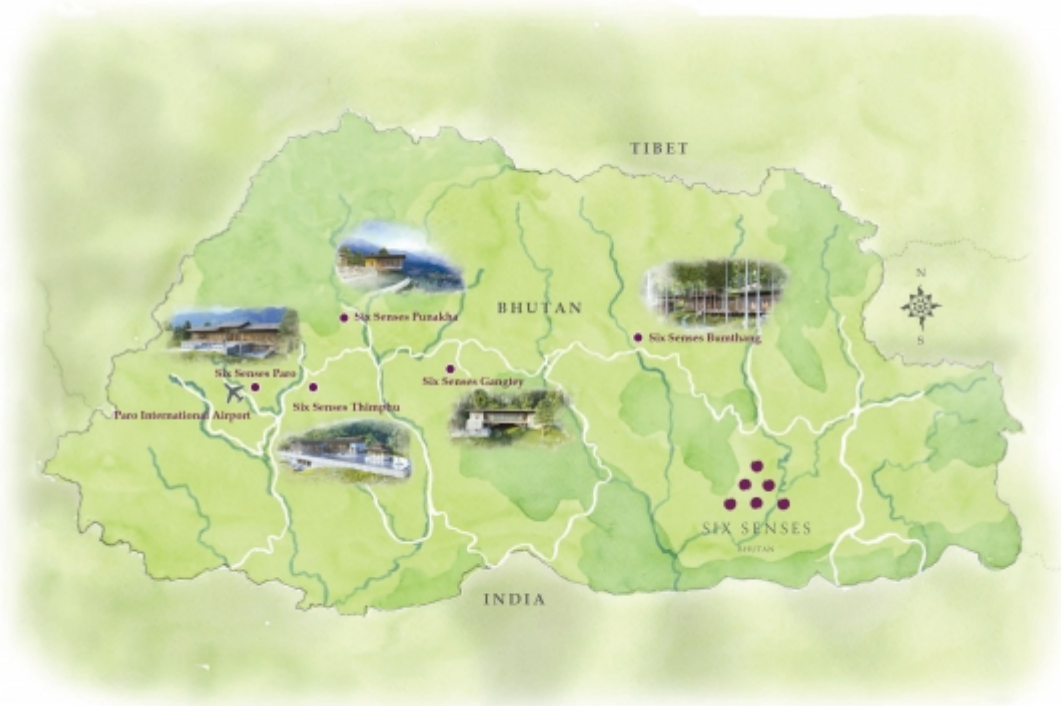 TIBET
N
S
BHUTAN
Six Senses Punakha
Six Senses Bumthang
Six Senses Paro
Six Senses Gangtey
Paro International Airport
Six Senses Thimphu
SIX SENSES
BHUTAN
INDIA